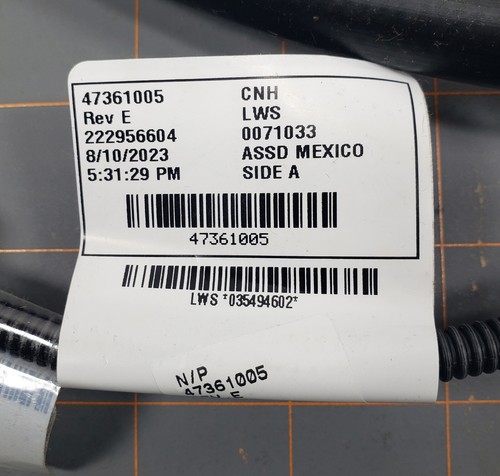 47361005 CNH
Rev E LWS
222956604 0071033
8/10/2023 ASSD MEXICO
5:31:29 PM SIDE A
47361005
LWS *035494602*
N/P
47361005